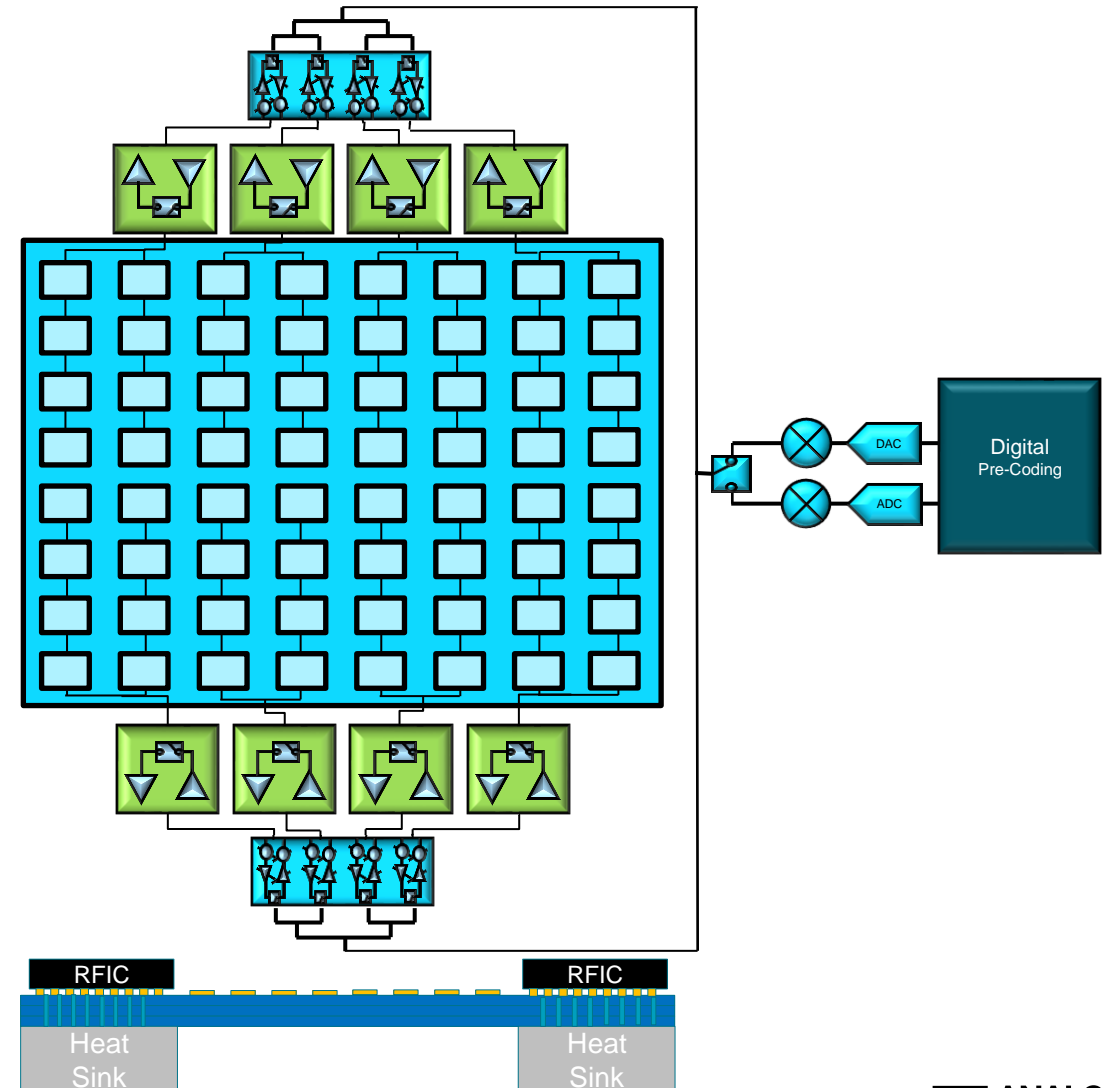 DAC
Digital
Pre-Coding
ADC
RFIC
RFIC
Heat
Sink
Heat
Sink